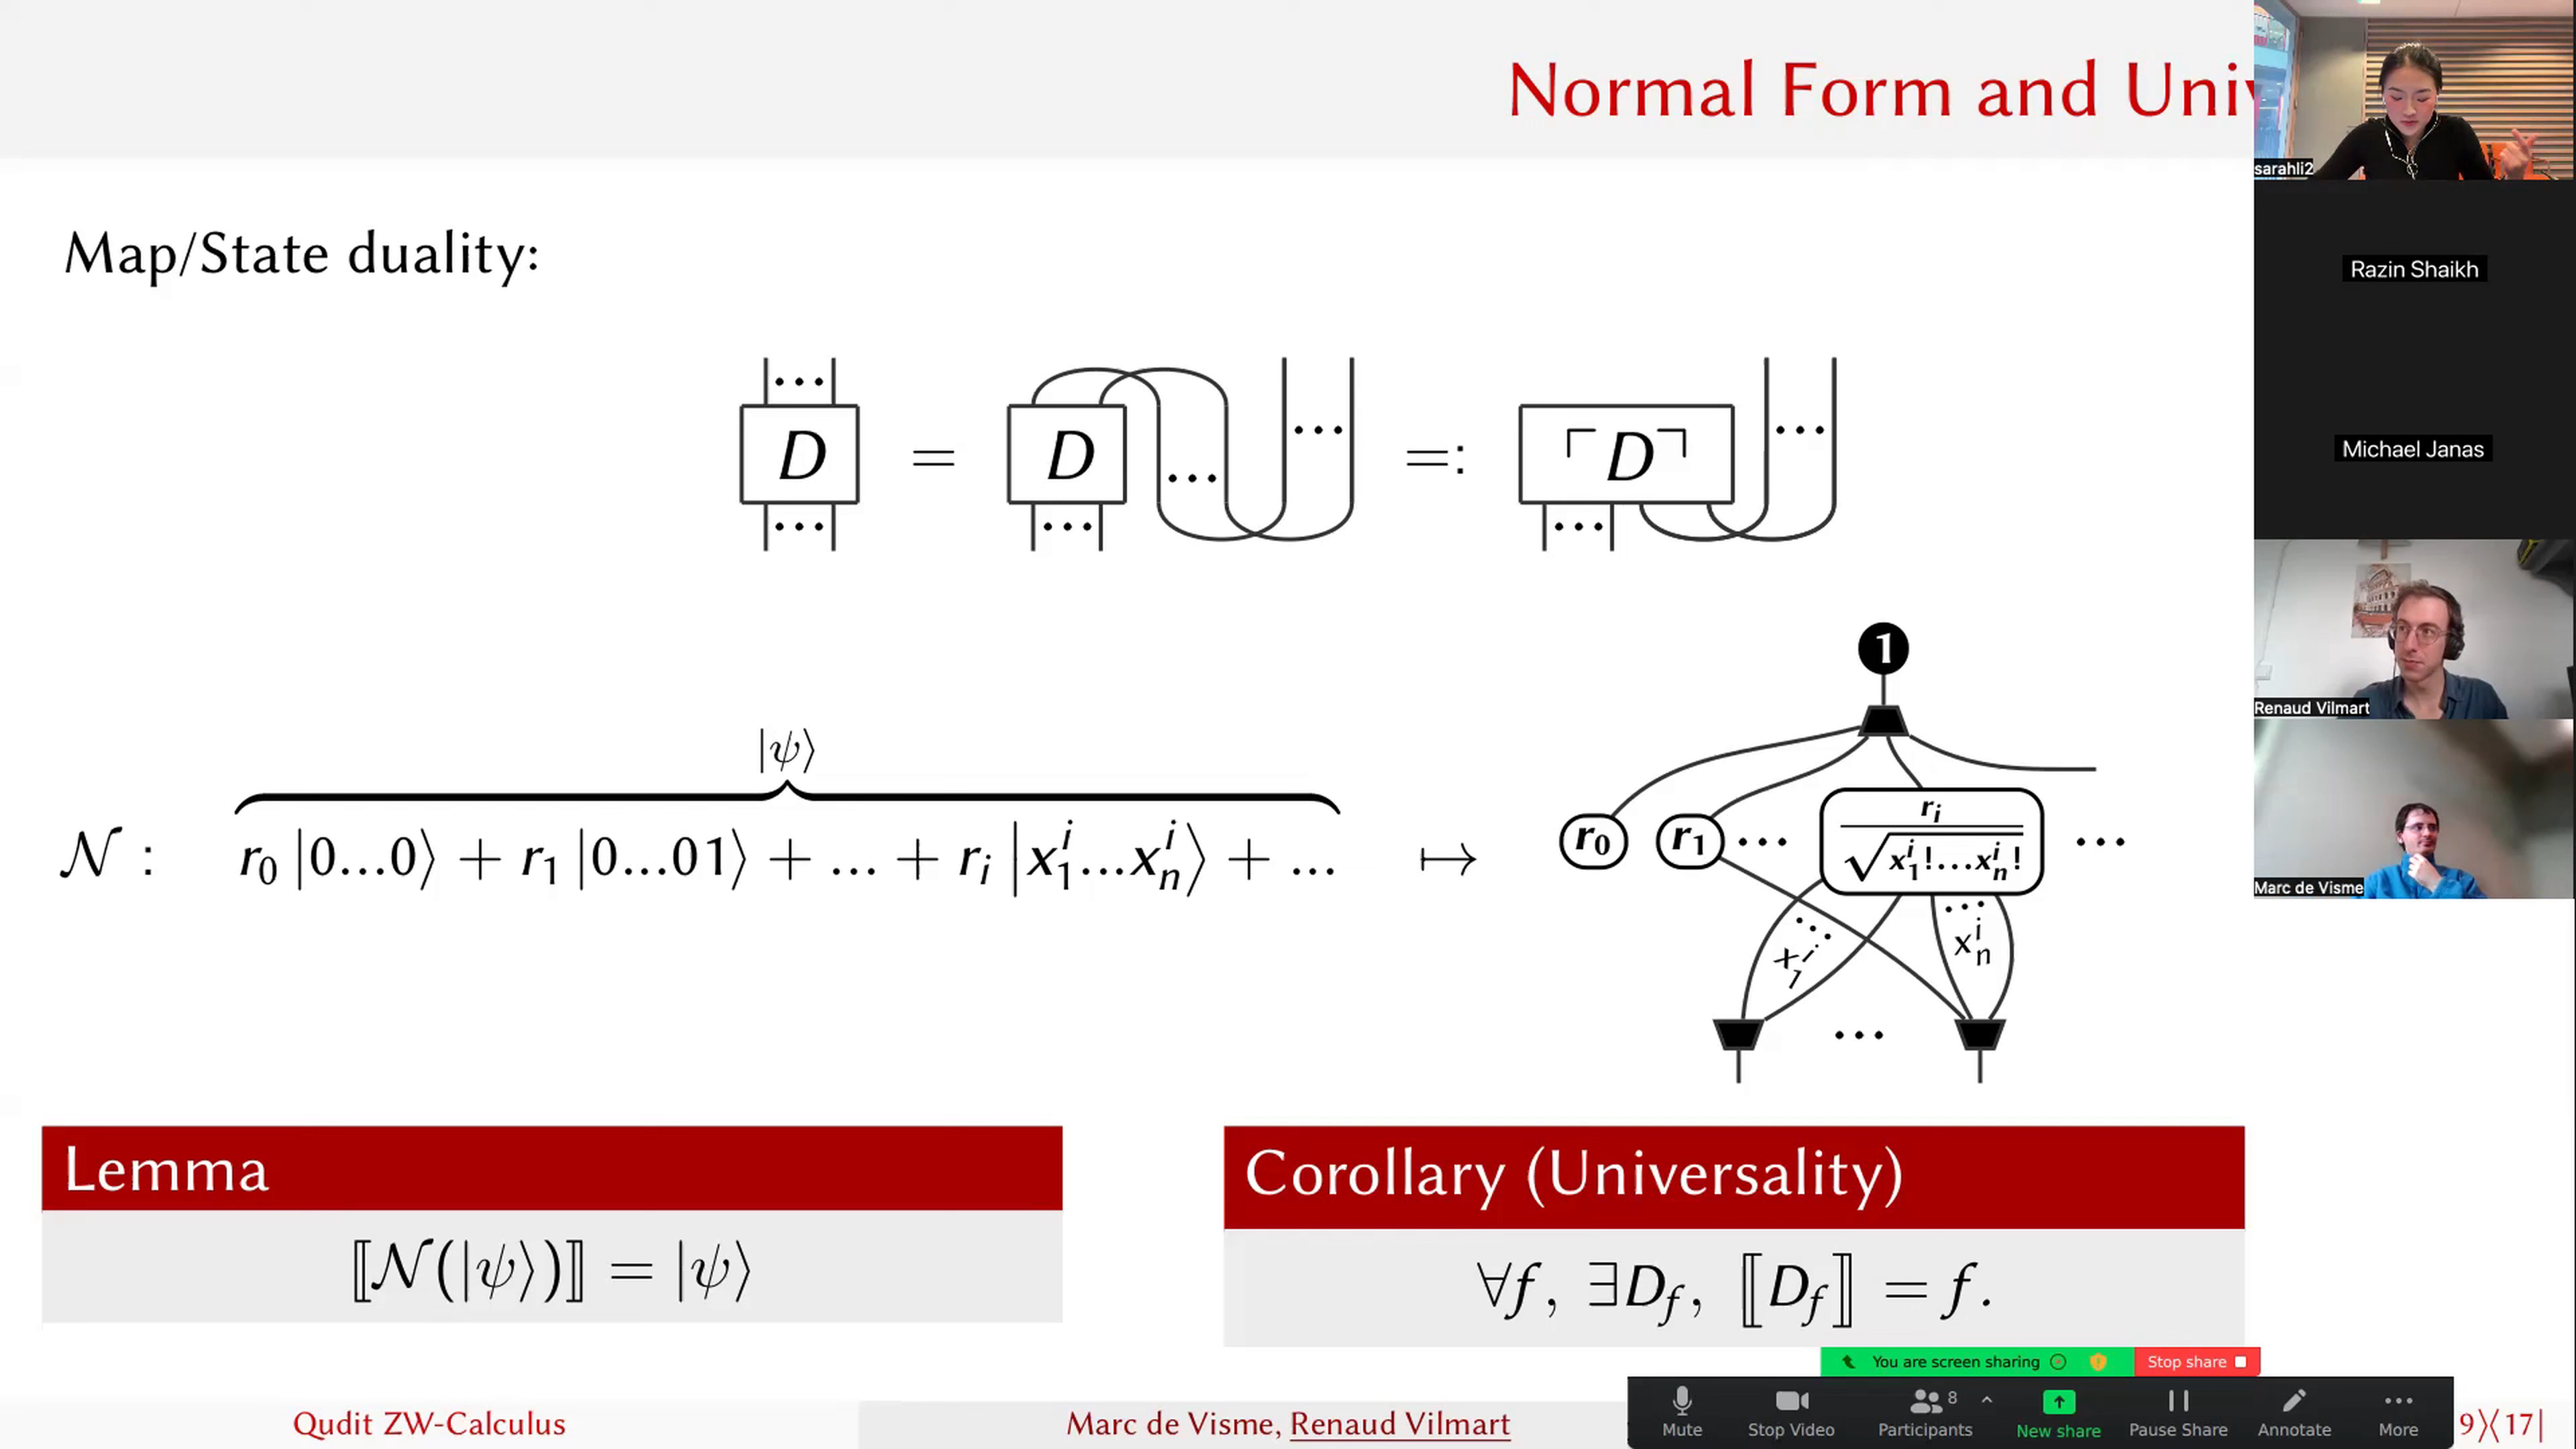 Normal Form and Univ
sarahli2
Razin Shaikh
Michael Janas
Renaud Vilmart
Marc de Visme
Map/State duality:
D = D =: ⌜D⌝
|ψ⟩
𝒩 : r₀ |0...0⟩ + r₁ |0...01⟩ + ... + rᵢ |x₁ⁱ...xₙⁱ⟩ + ... ↦
1
r₀ r₁ ... rᵢ / √(x₁ⁱ!...xₙⁱ!) ...
x₁ⁱ xₙⁱ
...
Lemma
⟦𝒩(|ψ⟩)⟧ = |ψ⟩
Corollary (Universality)
∀f, ∃D_f, ⟦D_f⟧ = f.
You are screen sharing Stop share
Qudit ZW-Calculus
Marc de Visme, Renaud Vilmart
Mute Stop Video Participants 8 New share Pause Share Annotate More
9⟩⟨17|